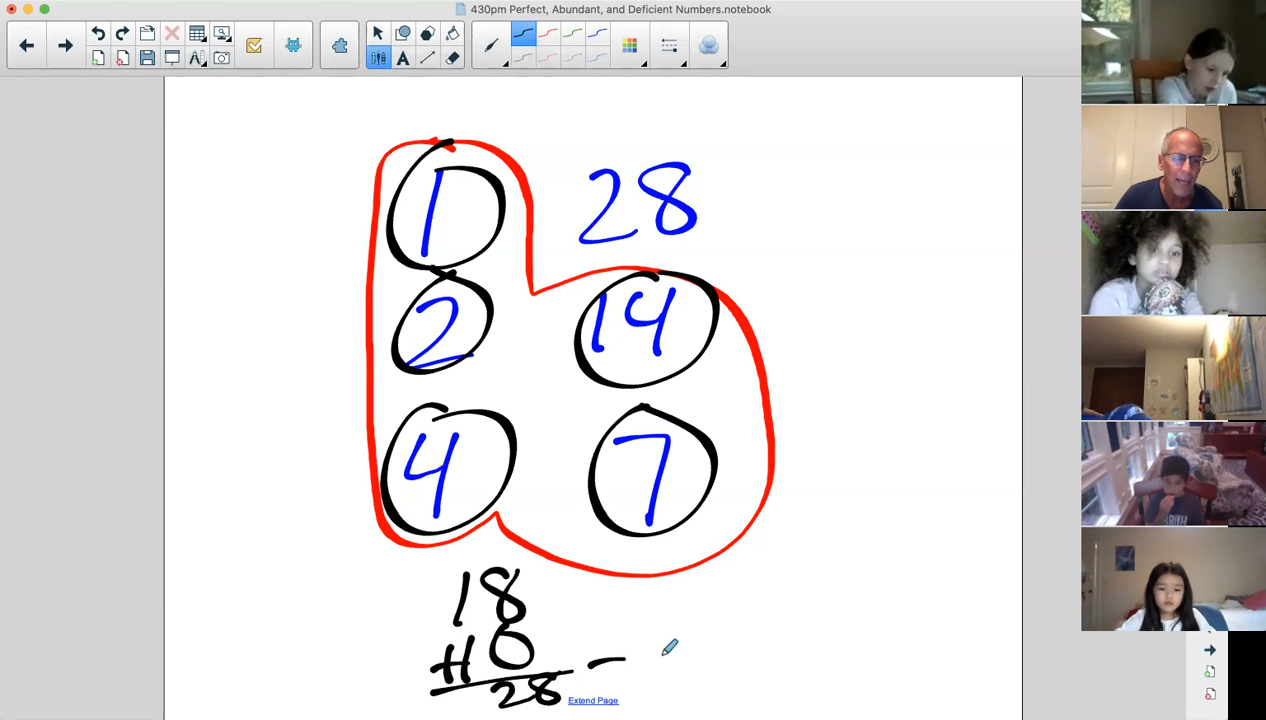 430pm Perfect, Abundant, and Deficient Numbers.notebook
A
1 28
2 14
4 7
18
+10
28
Extend Page